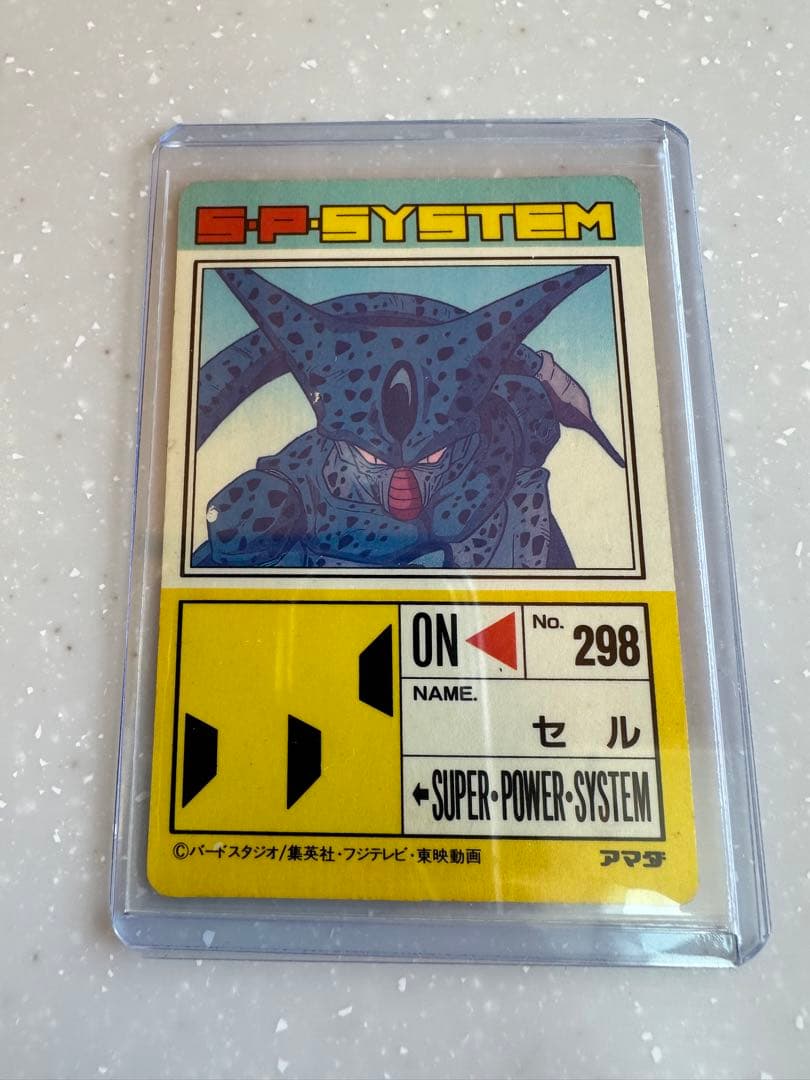 S·P·SYSTEM
ON
No. 298
NAME.
セル
←SUPER·POWER·SYSTEM
©バードスタジオ/集英社・フジテレビ・東映動画
アマダ